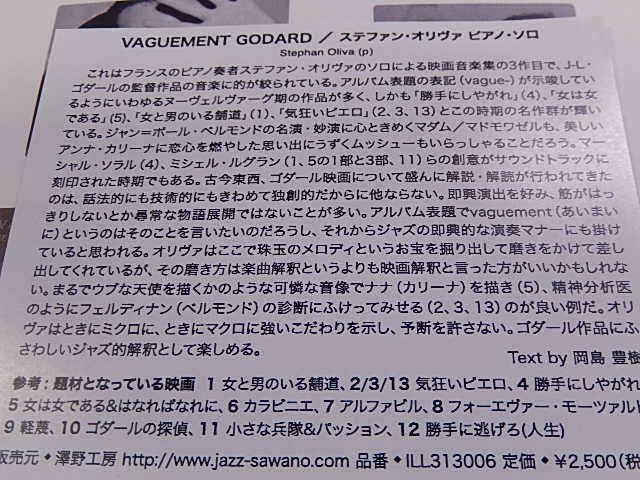 VAGUEMENT GODARD / ステファン・オリヴァ ピアノ・ソロ
Stephan Oliva (p)
これはフランスのピアノ奏者ステファン・オリヴァのソロによる映画音楽集の3作目で、J-L・
ゴダールの監督作品の音楽に的が絞られている。アルバム表題の表記(vague-)が示唆してい
るようにいわゆるヌーヴェルヴァーグ期の作品が多く、しかも「勝手にしやがれ」(4)、「女は女
である」(5)、「女と男のいる舗道」(1)、「気狂いピエロ」(2、3、13)とこの時期の名作群が輝い
ている。ジャン=ポール・ベルモンドの名演・妙演に心ときめくマダム/マドモワゼルも、美しい
アンナ・カリーナに恋心を燃やした思い出にうずくムッシューもいらっしゃることだろう。マー
シャル・ソラル(4)、ミシェル・ルグラン(1、5の1部と3部、11)らの創意がサウンドトラックに
刻印された時期でもある。古今東西、ゴダール映画について盛んに解説・解読が行われてきた
のは、話法的にも技術的にもきわめて独創的だからに他ならない。即興演出を好み、筋がはっ
きりしないとか尋常な物語展開ではないことが多い。アルバム表題でvaguement(あいまい
に)というのはそのことを言いたいのだろうし、それからジャズの即興的な演奏マナーにも掛け
ていると思われる。オリヴァはここで珠玉のメロディというお宝を掘り出して磨きをかけて差し
出してくれているが、その磨き方は楽曲解釈というよりも映画解釈と言った方がいいかもしれな
い。まるでウブな天使を描くかのような可憐な音像でナナ(カリーナ)を描き(5)、精神分析医
のようにフェルディナン(ベルモンド)の診断にふけってみせる(2、3、13)のが良い例だ。オリ
ヴァはときにミクロに、ときにマクロに強いこだわりを示し、予断を許さない。ゴダール作品にふ
さわしいジャズ的解釈として楽しめる。
Text by 岡島 豊樹
参考:題材となっている映画 1 女と男のいる舗道、2/3/13 気狂いピエロ、4 勝手にしやがれ
5 女は女である&はなればなれに、6 カラビニエ、7 アルファビル、8 フォーエヴァー・モーツァルト
9 軽蔑、10 ゴダールの探偵、11 小さな兵隊&パッション、12 勝手に逃げろ(人生)
販売元◆澤野工房 http://www.jazz-sawano.com 品番◆ILL313006 定価◆¥2,500(税